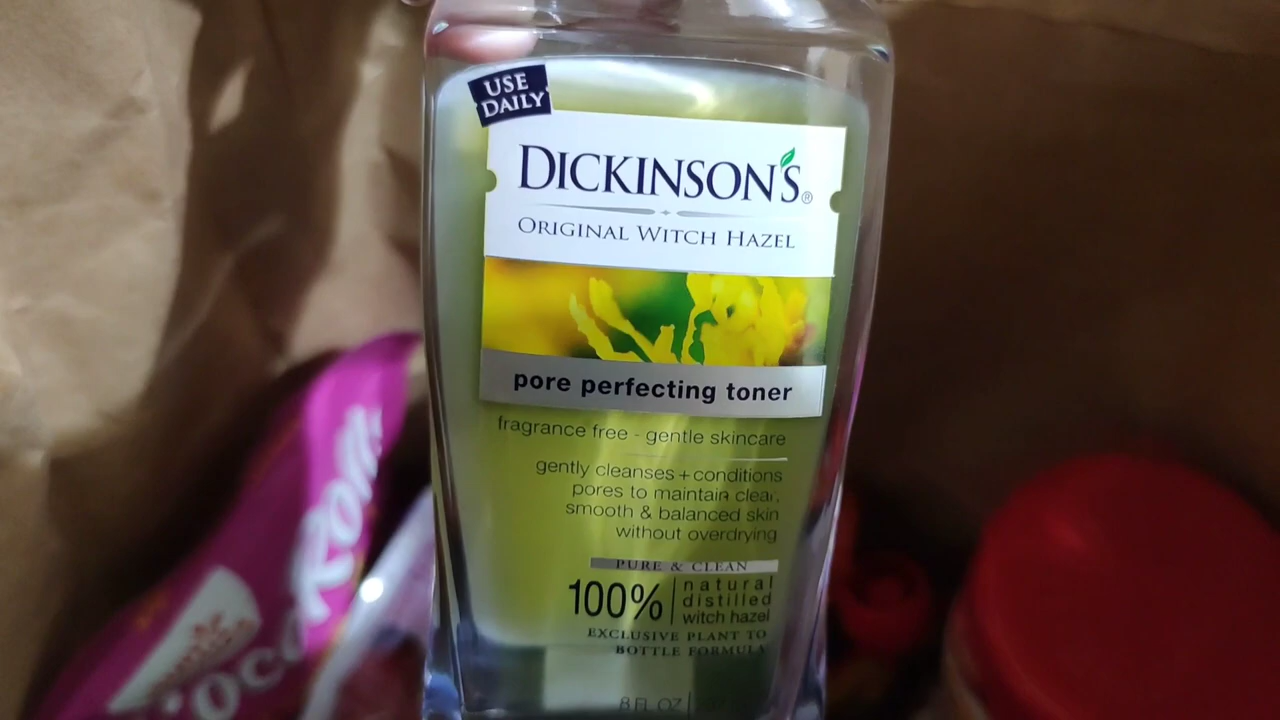 USE
DAILY
DICKINSON'S®
ORIGINAL WITCH HAZEL
pore perfecting toner
fragrance free - gentle skincare
gently cleanses + conditions
pores to maintain clear,
smooth & balanced skin
without overdrying
PURE & CLEAN
100%
natural
distilled
witch hazel
EXCLUSIVE PLANT TO
BOTTLE FORMULA
8 FL OZ